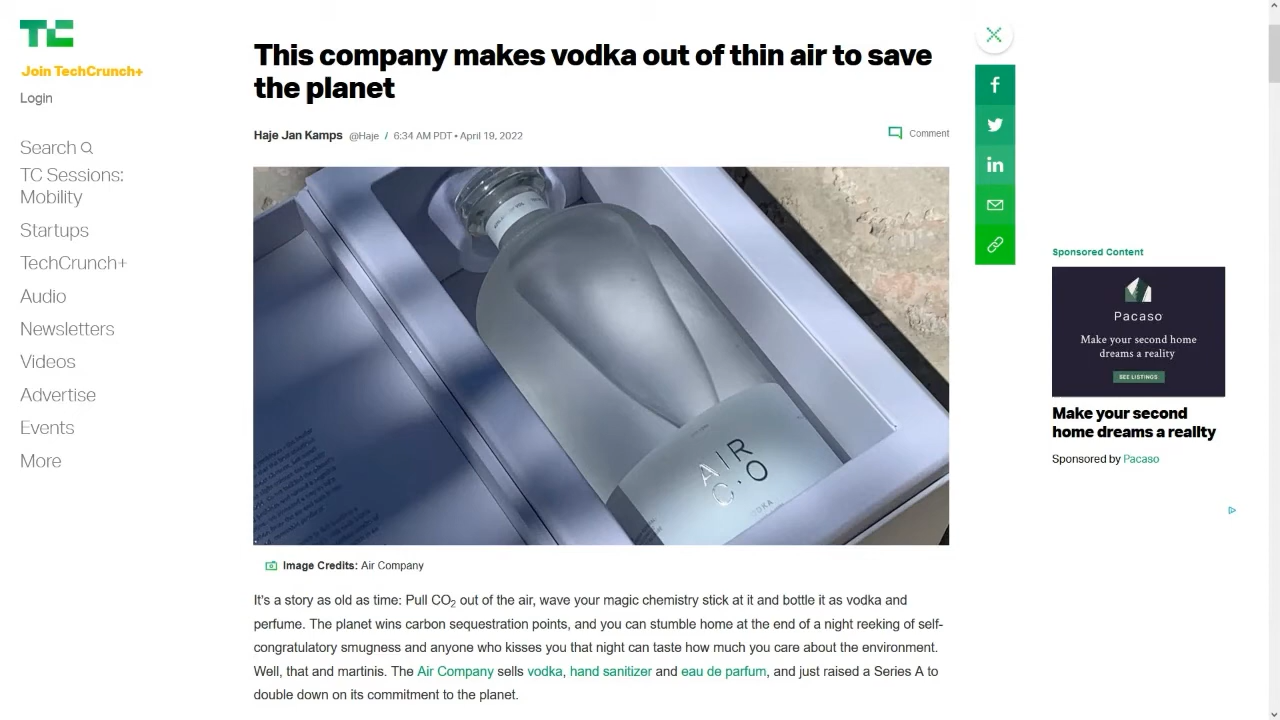 TC
Join TechCrunch+
Login
Search
TC Sessions:
Mobility
Startups
TechCrunch+
Audio
Newsletters
Videos
Advertise
Events
More
This company makes vodka out of thin air to save
the planet
Haje Jan Kamps @Haje / 6:34 AM PDT • April 19, 2022
Comment
AIR
CO
Image Credits: Air Company
It's a story as old as time: Pull CO2 out of the air, wave your magic chemistry stick at it and bottle it as vodka and
perfume. The planet wins carbon sequestration points, and you can stumble home at the end of a night reeking of self-
congratulatory smugness and anyone who kisses you that night can taste how much you care about the environment.
Well, that and martinis. The Air Company sells vodka, hand sanitizer and eau de parfum, and just raised a Series A to
double down on its commitment to the planet.
f
in
Sponsored Content
Pacaso
Make your second home
dreams a reality
SEE LISTINGS
Make your second
home dreams a reality
Sponsored by Pacaso